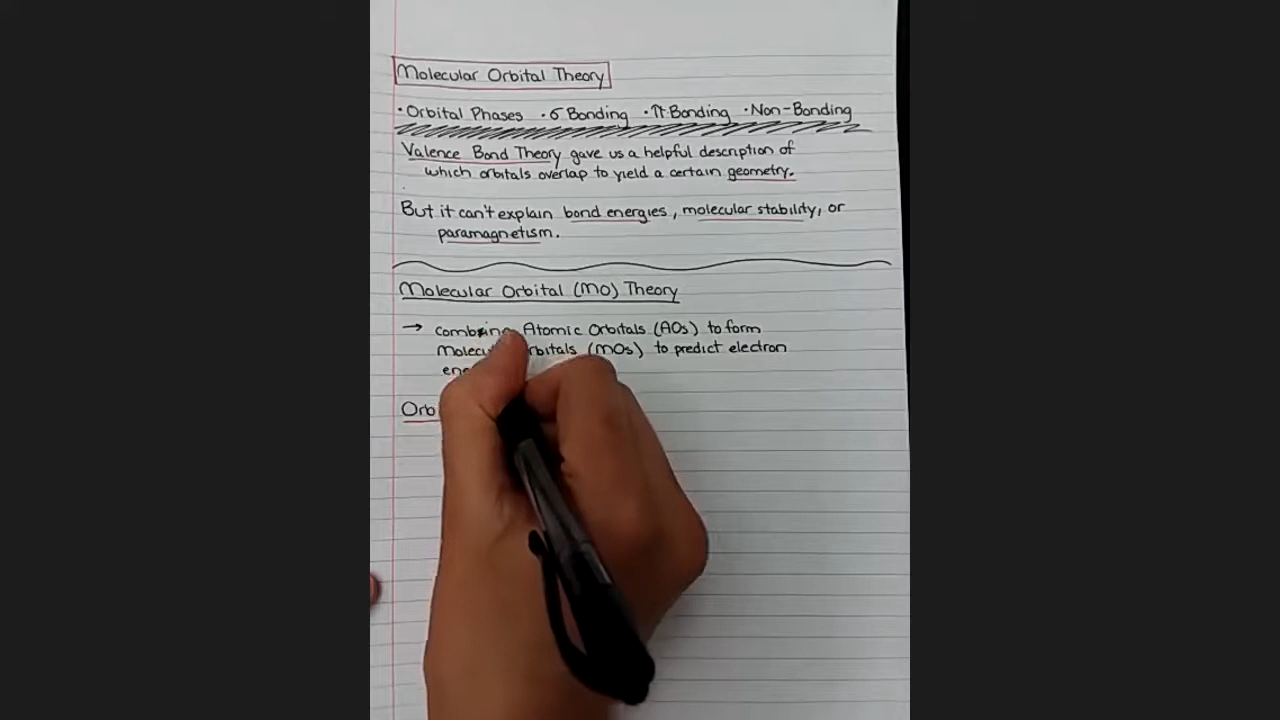 Molecular Orbital Theory
• Orbital Phases • σ Bonding • π Bonding • Non-Bonding
Valence Bond Theory gave us a helpful description of
which orbitals overlap to yield a certain geometry.
But it can't explain bond energies, molecular stability, or
paramagnetism.
Molecular Orbital (MO) Theory
→ Atomic Orbitals (AOs) to form
(MOs) to predict electron